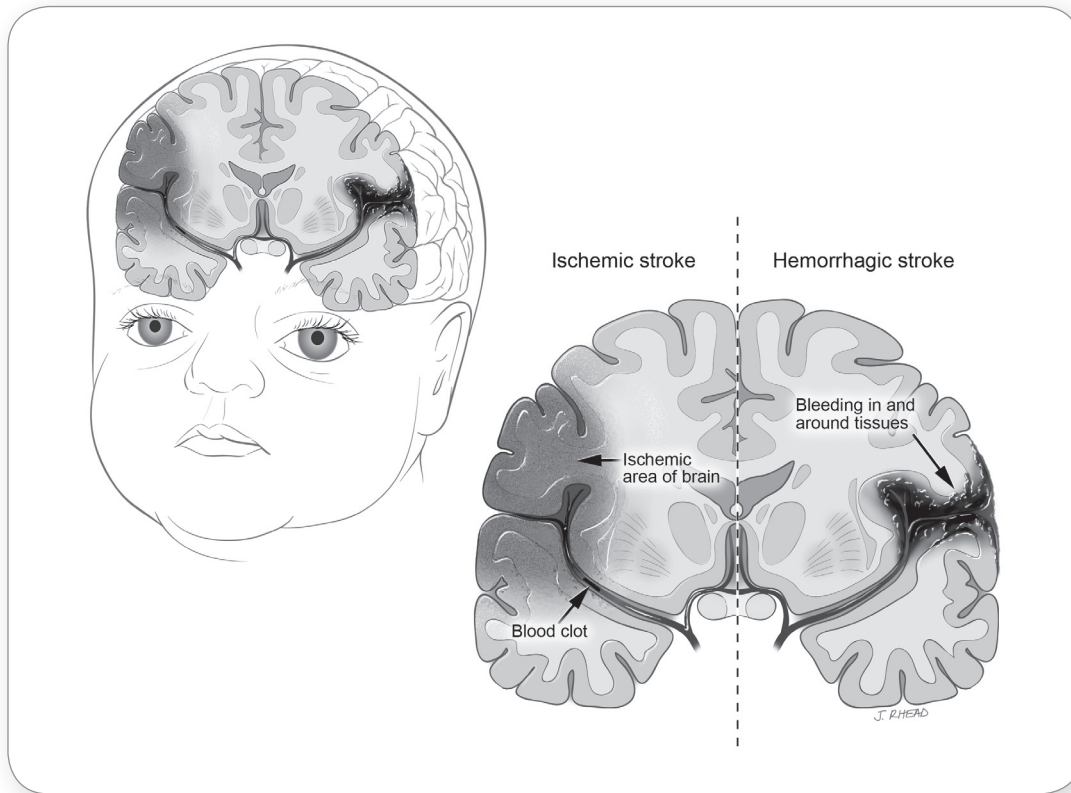 Ischemic stroke
Hemorrhagic stroke
Bleeding in and
around tissues
Ischemic
area of brain
Blood clot
J. RHEAD